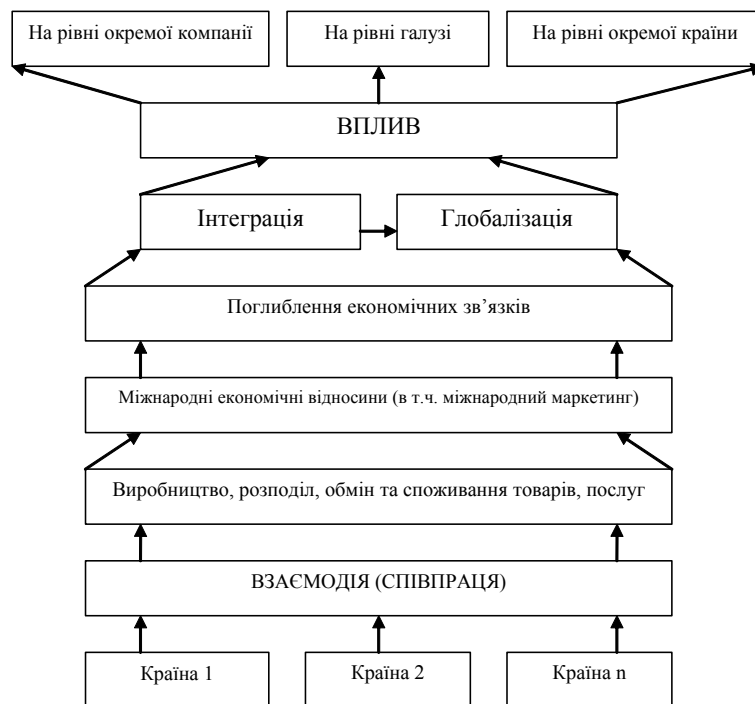 На рівні окремої компанії
На рівні галузі
На рівні окремої країни
ВПЛИВ
Інтеграція
Глобалізація
Поглиблення економічних зв’язків
Міжнародні економічні відносини (в т.ч. міжнародний маркетинг)
Виробництво, розподіл, обмін та споживання товарів, послуг
ВЗАЄМОДІЯ (СПІВПРАЦЯ)
Країна 1
Країна 2
Країна n